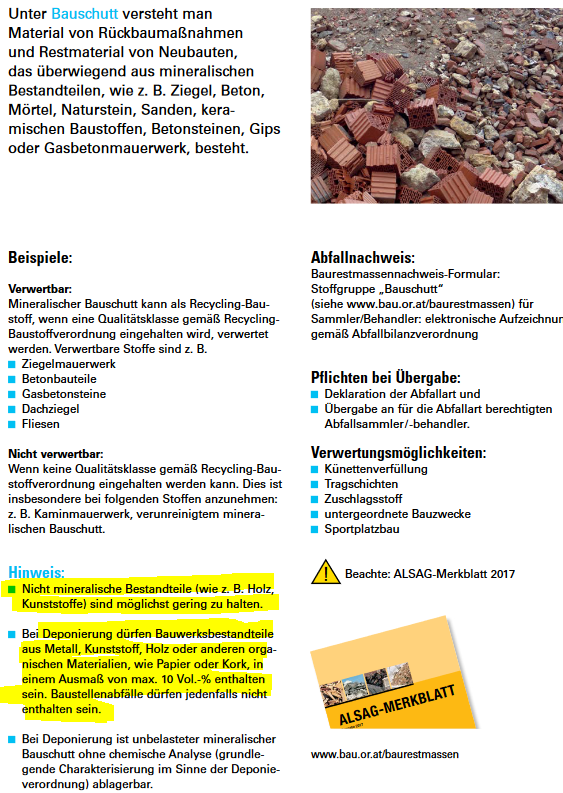 Unter Bauschutt versteht man
Material von Rückbaumaßnahmen
und Restmaterial von Neubauten,
das überwiegend aus mineralischen
Bestandteilen, wie z. B. Ziegel, Beton,
Mörtel, Naturstein, Sanden, kera-
mischen Baustoffen, Betonsteinen, Gips
oder Gasbetonmauerwerk, besteht.
Beispiele:
Verwertbar:
Mineralischer Bauschutt kann als Recycling-Bau-
stoff, wenn eine Qualitätsklasse gemäß Recycling-
Baustoffverordnung eingehalten wird, verwertet
werden. Verwertbare Stoffe sind z. B.
Ziegelmauerwerk
Betonbauteile
Gasbetonsteine
Dachziegel
Fliesen
Nicht verwertbar:
Wenn keine Qualitätsklasse gemäß Recycling-Bau-
stoffverordnung eingehalten werden kann. Dies ist
insbesondere bei folgenden Stoffen anzunehmen:
z. B. Kaminmauerwerk, verunreinigtem minera-
lischen Bauschutt.
Hinweis:
Nicht mineralische Bestandteile (wie z. B. Holz,
Kunststoffe) sind möglichst gering zu halten.
Bei Deponierung dürfen Bauwerksbestandteile
aus Metall, Kunststoff, Holz oder anderen orga-
nischen Materialien, wie Papier oder Kork, in
einem Ausmaß von max. 10 Vol.-% enthalten
sein. Baustellenabfälle dürfen jedenfalls nicht
enthalten sein.
Bei Deponierung ist unbelasteter mineralischer
Bauschutt ohne chemische Analyse (grundle-
gende Charakterisierung im Sinne der Deponie-
verordnung) ablagerbar.
Abfallnachweis:
Baurestmassennachweis-Formular:
Stoffgruppe „Bauschutt“
(siehe www.bau.or.at/baurestmassen) für
Sammler/Behandler: elektronische Aufzeichnun
gemäß Abfallbilanzverordnung
Pflichten bei Übergabe:
Deklaration der Abfallart und
Übergabe an für die Abfallart berechtigten
Abfallsammler/-behandler.
Verwertungsmöglichkeiten:
Künettenverfüllung
Tragschichten
Zuschlagsstoff
untergeordnete Bauzwecke
Sportplatzbau
Beachte: ALSAG-Merkblatt 2017
ALSAG-MERKBLATT
www.bau.or.at/baurestmassen